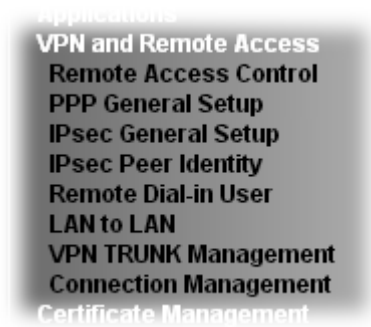 Applications
VPN and Remote Access
Remote Access Control
PPP General Setup
IPsec General Setup
IPsec Peer Identity
Remote Dial-in User
LAN to LAN
VPN TRUNK Management
Connection Management
Certificate Management